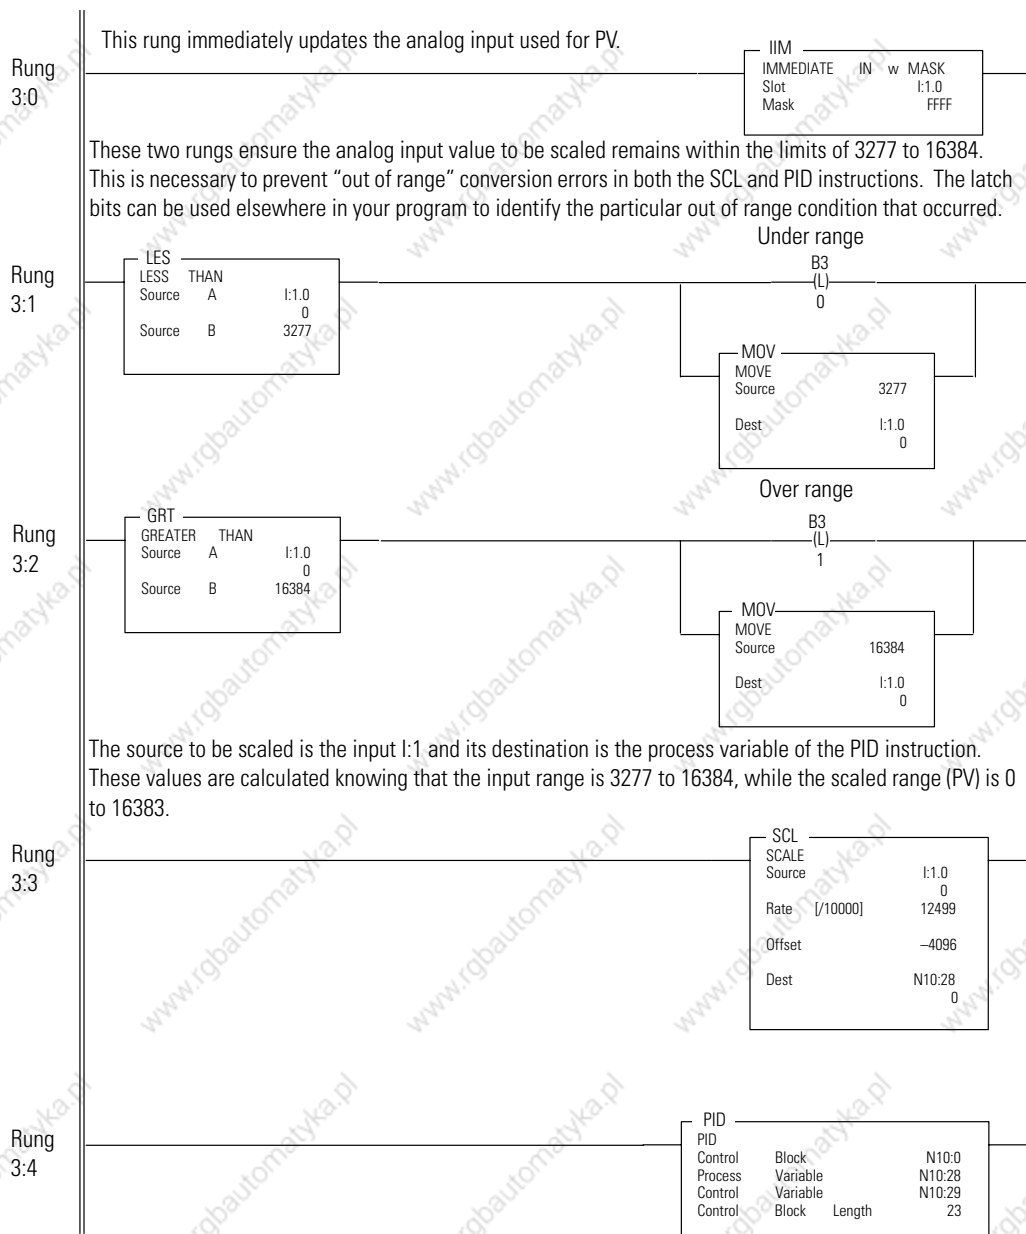 This rung immediately updates the analog input used for PV.
Rung
3:0
IIM
IMMEDIATE IN w MASK
Slot I:1.0
Mask FFFF
These two rungs ensure the analog input value to be scaled remains within the limits of 3277 to 16384.
This is necessary to prevent “out of range” conversion errors in both the SCL and PID instructions. The latch
bits can be used elsewhere in your program to identify the particular out of range condition that occurred.
Under range
Rung
3:1
LES
LESS THAN
Source A I:1.0
0
Source B 3277
B3
(L)
0
MOV
MOVE
Source 3277
Dest I:1.0
0
Over range
Rung
3:2
GRT
GREATER THAN
Source A I:1.0
0
Source B 16384
B3
(L)
1
MOV
MOVE
Source 16384
Dest I:1.0
0
The source to be scaled is the input I:1 and its destination is the process variable of the PID instruction.
These values are calculated knowing that the input range is 3277 to 16384, while the scaled range (PV) is 0
to 16383.
Rung
3:3
SCL
SCALE
Source I:1.0
0
Rate [/10000] 12499
Offset –4096
Dest N10:28
0
Rung
3:4
PID
PID
Control Block N10:0
Process Variable N10:28
Control Variable N10:29
Control Block Length 23
www.rgbautomatyka.pl